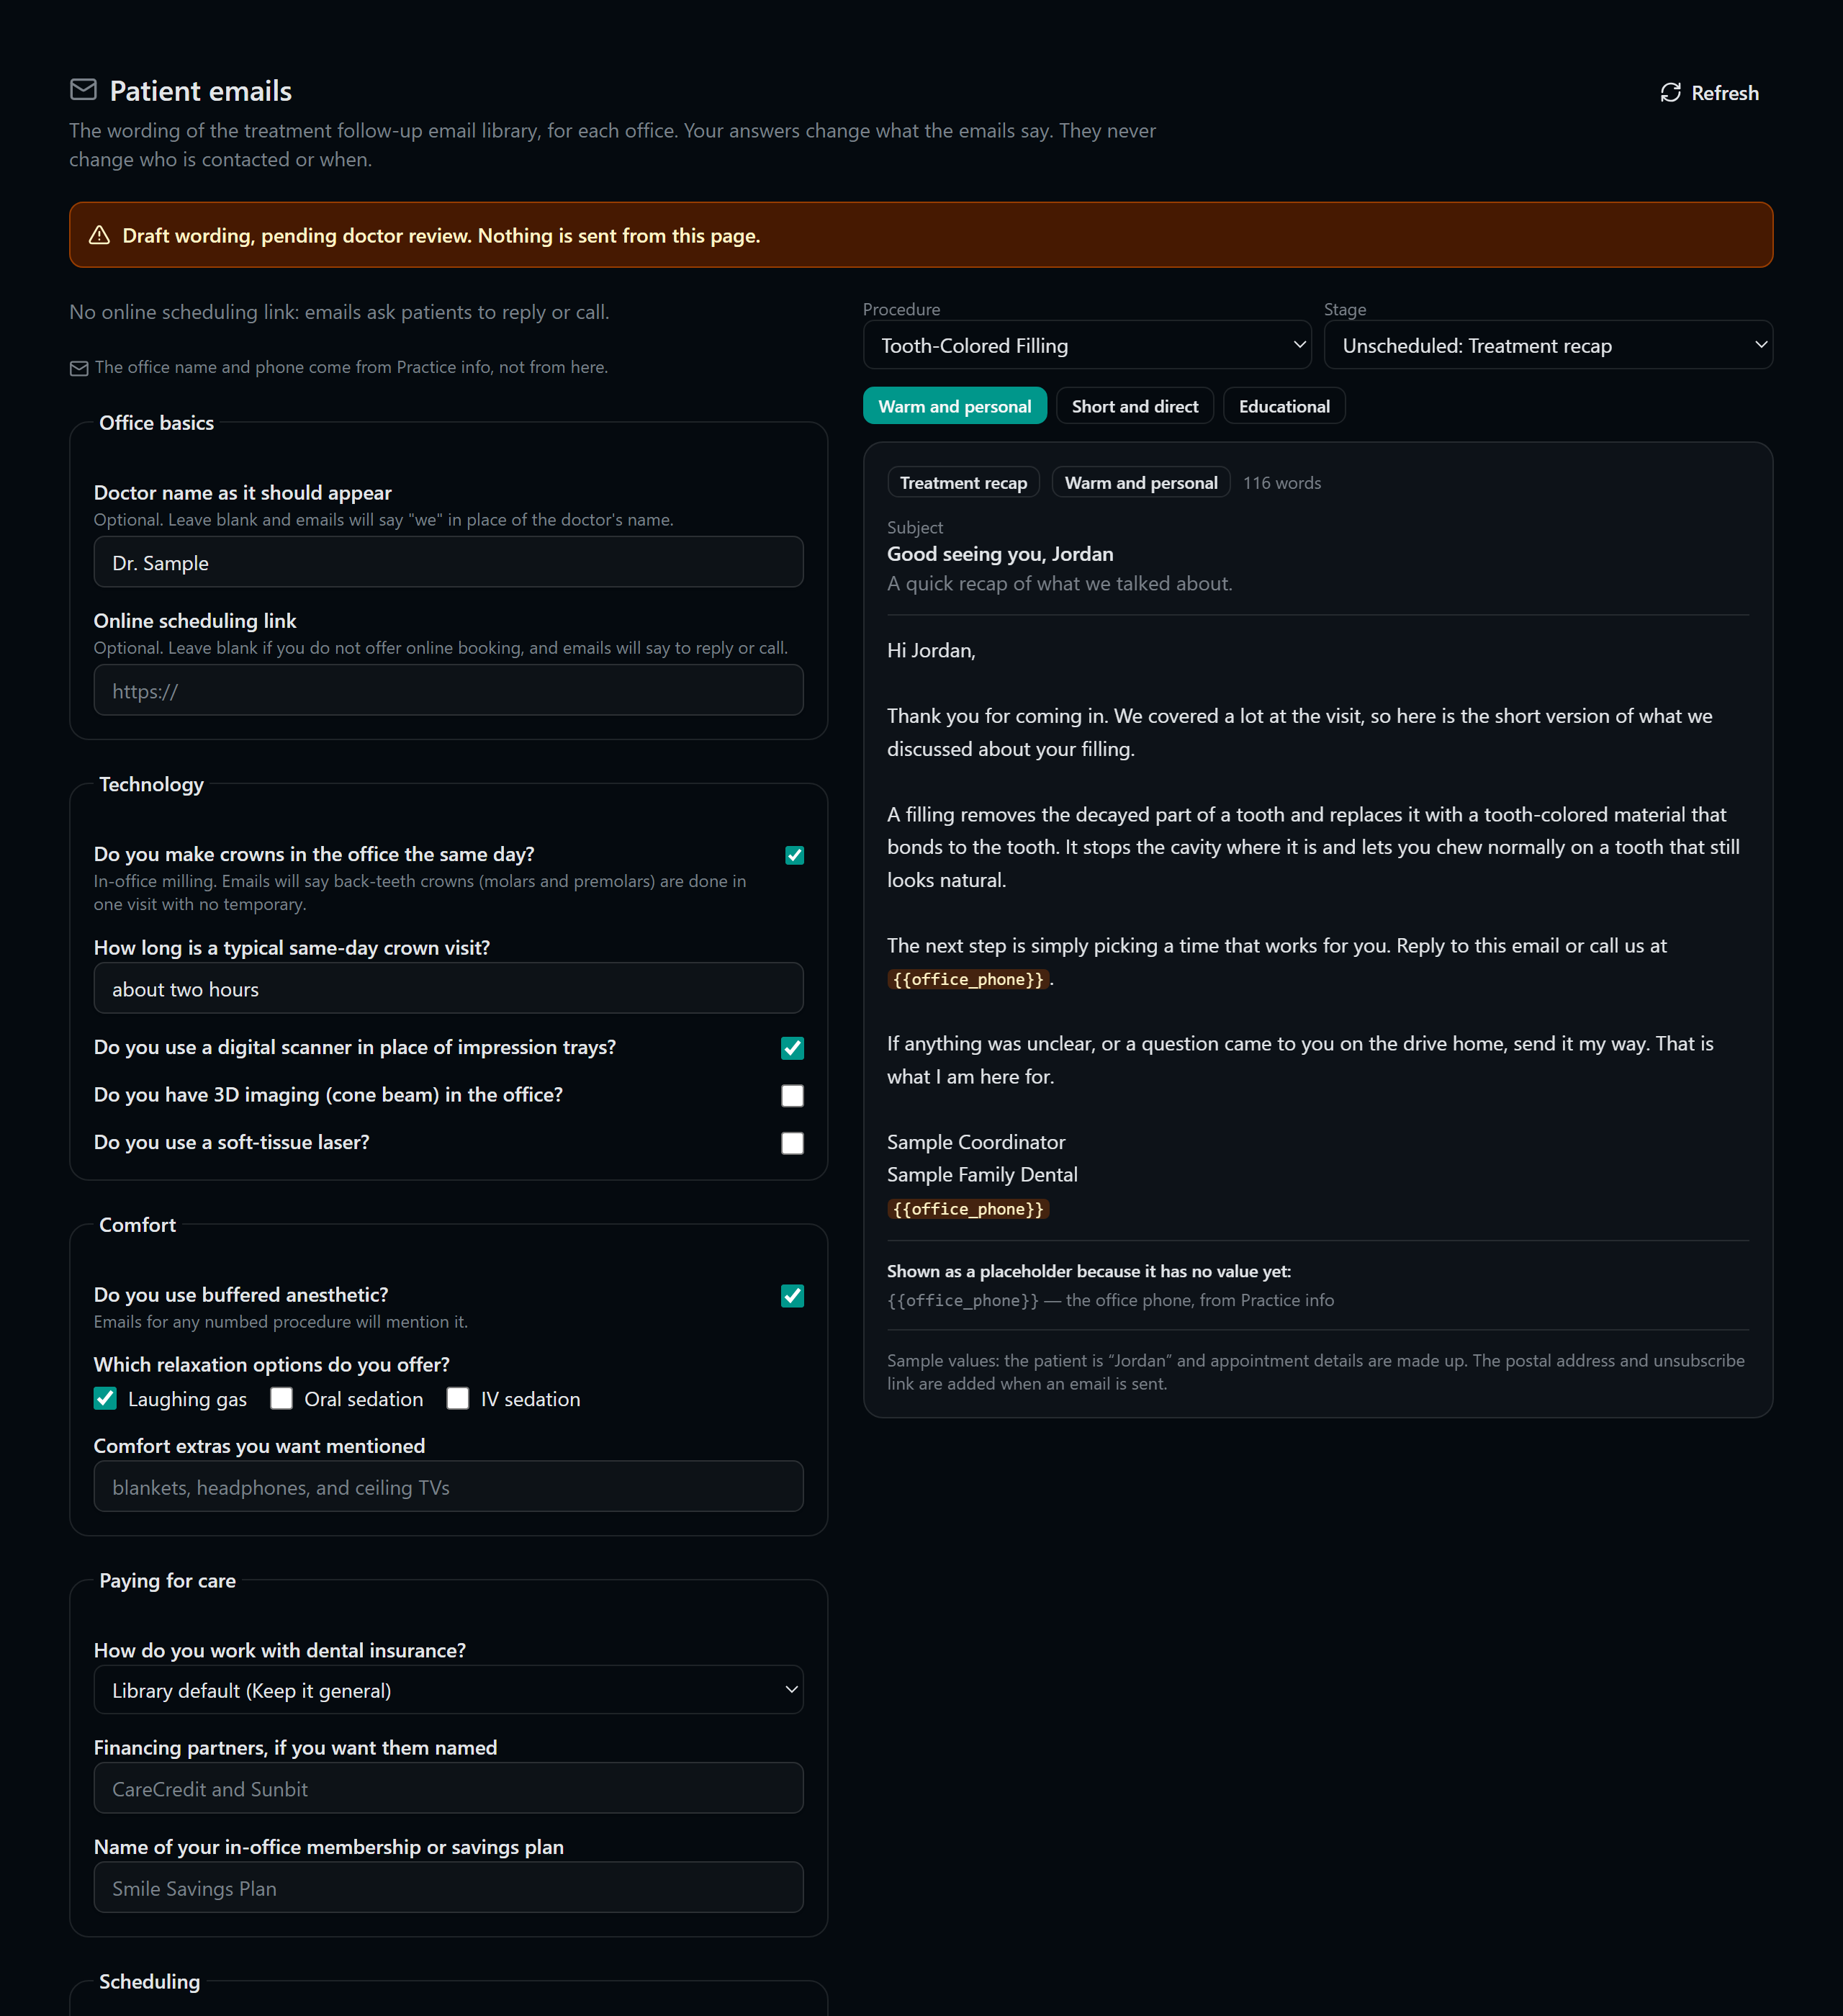 Patient emails
Refresh
The wording of the treatment follow-up email library, for each office. Your answers change what the emails say. They never
change who is contacted or when.
Draft wording, pending doctor review. Nothing is sent from this page.
No online scheduling link: emails ask patients to reply or call.
The office name and phone come from Practice info, not from here.
Office basics
Doctor name as it should appear
Optional. Leave blank and emails will say "we" in place of the doctor's name.
Dr. Sample
Online scheduling link
Optional. Leave blank if you do not offer online booking, and emails will say to reply or call.
https://
Technology
Do you make crowns in the office the same day?
In-office milling. Emails will say back-teeth crowns (molars and premolars) are done in
one visit with no temporary.
How long is a typical same-day crown visit?
about two hours
Do you use a digital scanner in place of impression trays?
Do you have 3D imaging (cone beam) in the office?
Do you use a soft-tissue laser?
Comfort
Do you use buffered anesthetic?
Emails for any numbed procedure will mention it.
Which relaxation options do you offer?
Laughing gas Oral sedation IV sedation
Comfort extras you want mentioned
blankets, headphones, and ceiling TVs
Paying for care
How do you work with dental insurance?
Library default (Keep it general)
Financing partners, if you want them named
CareCredit and Sunbit
Name of your in-office membership or savings plan
Smile Savings Plan
Scheduling
Procedure
Tooth-Colored Filling
Stage
Unscheduled: Treatment recap
Warm and personal Short and direct Educational
Treatment recap Warm and personal 116 words
Subject
Good seeing you, Jordan
A quick recap of what we talked about.
Hi Jordan,
Thank you for coming in. We covered a lot at the visit, so here is the short version of what we
discussed about your filling.
A filling removes the decayed part of a tooth and replaces it with a tooth-colored material that
bonds to the tooth. It stops the cavity where it is and lets you chew normally on a tooth that still
looks natural.
The next step is simply picking a time that works for you. Reply to this email or call us at
{{office_phone}}.
If anything was unclear, or a question came to you on the drive home, send it my way. That is
what I am here for.
Sample Coordinator
Sample Family Dental
{{office_phone}}
Shown as a placeholder because it has no value yet:
{{office_phone}} — the office phone, from Practice info
Sample values: the patient is “Jordan” and appointment details are made up. The postal address and unsubscribe
link are added when an email is sent.